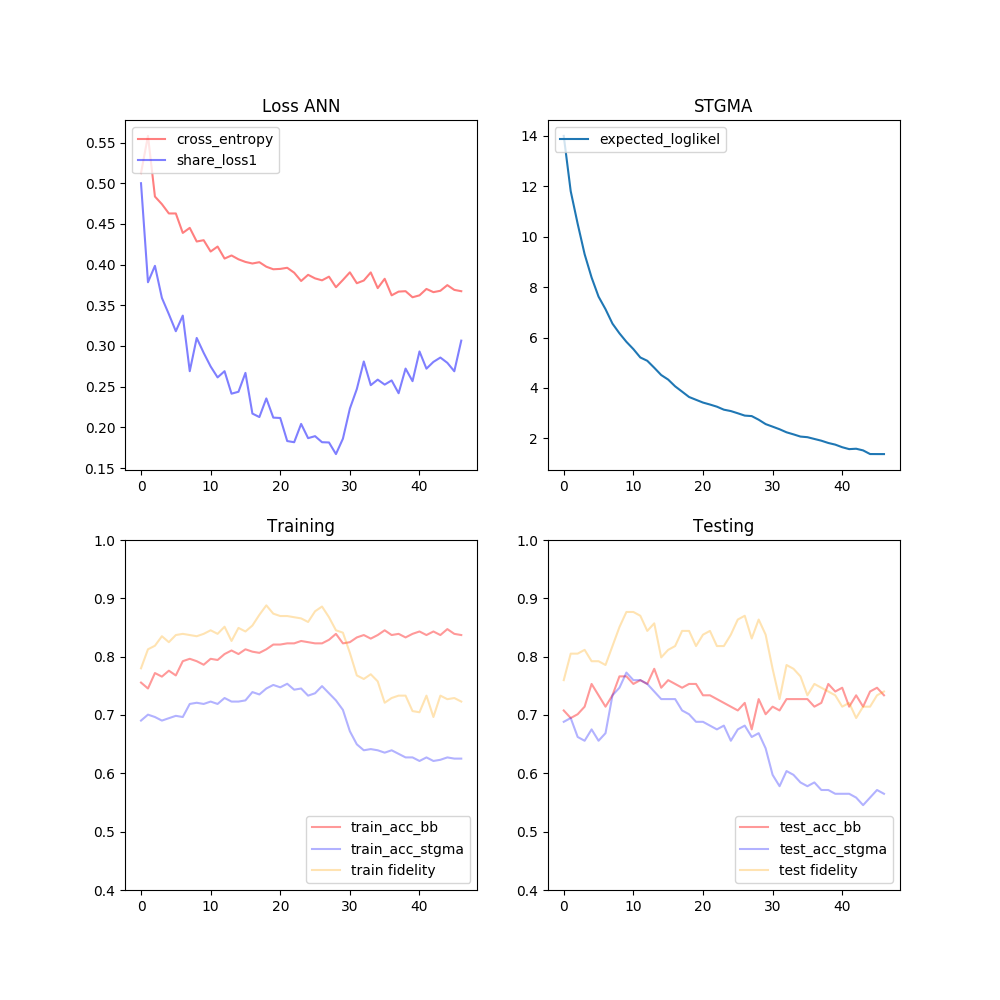 Loss ANN
cross_entropy
share_loss1
0.55
0.50
0.45
0.40
0.35
0.30
0.25
0.20
0.15
0 10 20 30 40
STGMA
expected_loglikel
14
12
10
8
6
4
2
0 10 20 30 40
Training
1.0
0.9
0.8
0.7
0.6
0.5
0.4
train_acc_bb
train_acc_stgma
train fidelity
0 10 20 30 40
Testing
1.0
0.9
0.8
0.7
0.6
0.5
0.4
test_acc_bb
test_acc_stgma
test fidelity
0 10 20 30 40